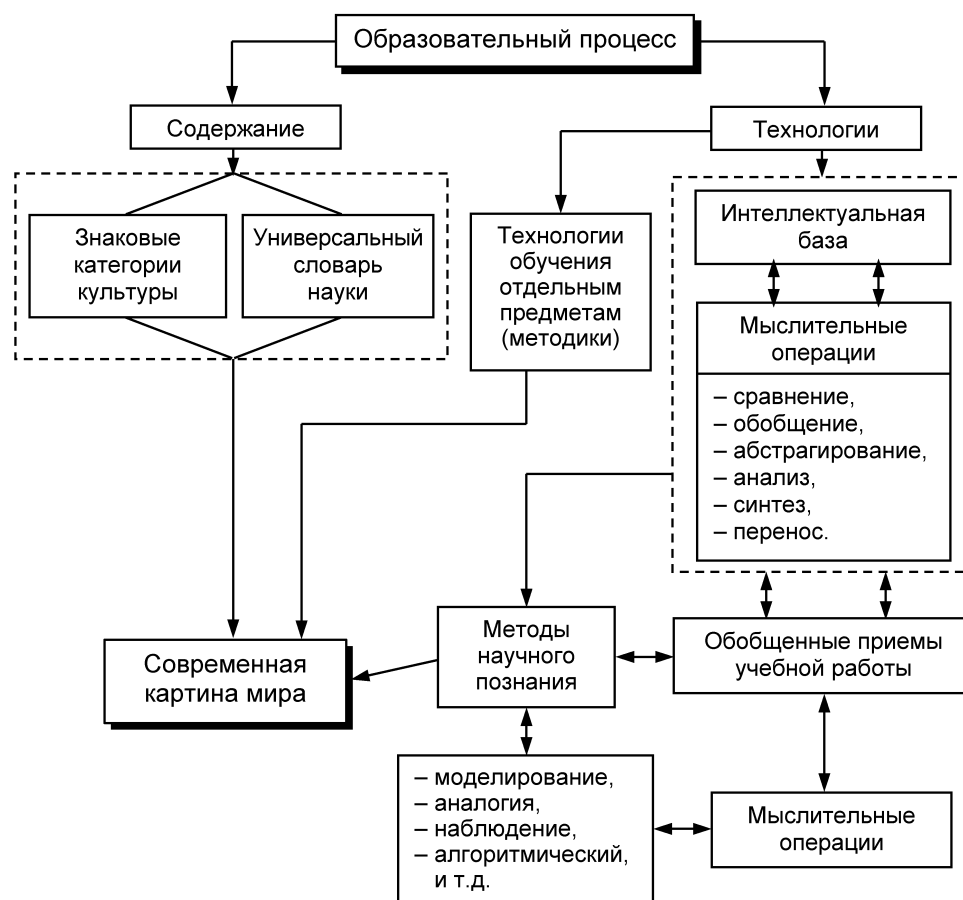 Образовательный процесс
Содержание
Технологии
Знаковые
категории
культуры
Универсальный
словарь
науки
Технологии
обучения
отдельным
предметам
(методики)
Интеллектуальная
база
Мыслительные
операции
– сравнение,
– обобщение,
– абстрагирование,
– анализ,
– синтез,
– перенос.
Современная
картина мира
Методы
научного
познания
Обобщенные приемы
учебной работы
– моделирование,
– аналогия,
– наблюдение,
– алгоритмический,
и т.д.
Мыслительные
операции